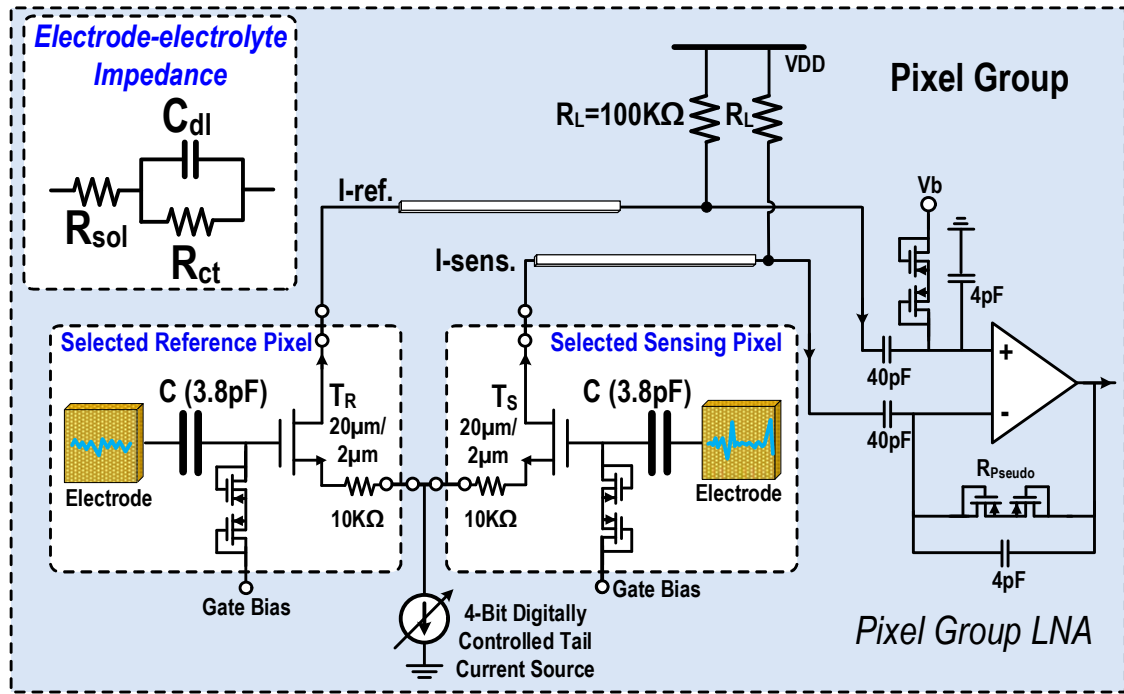 Electrode-electrolyte
Impedance
Cdl
Rsol
Rct
VDD
Pixel Group
RL=100KΩ
RL
I-ref.
I-sens.
Vb
4pF
Selected Reference Pixel
Selected Sensing Pixel
40pF
+
-
40pF
C (3.8pF)
TR
20µm/
2µm
TS
20µm/
2µm
C (3.8pF)
Electrode
10KΩ
10KΩ
Electrode
RPseudo
4pF
Gate Bias
Gate Bias
4-Bit Digitally
Controlled Tail
Current Source
Pixel Group LNA